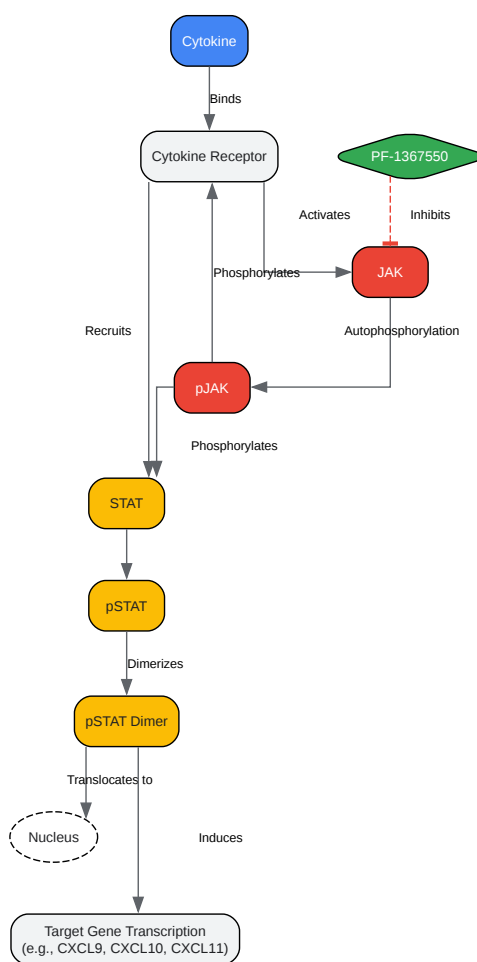 Cytokine
Binds
Cytokine Receptor
PF-1367550
Activates
Inhibits
Phosphorylates
JAK
Recruits
Autophosphorylation
pJAK
Phosphorylates
STAT
pSTAT
Dimerizes
pSTAT Dimer
Translocates to
Nucleus
Induces
Target Gene Transcription
(e.g., CXCL9, CXCL10, CXCL11)